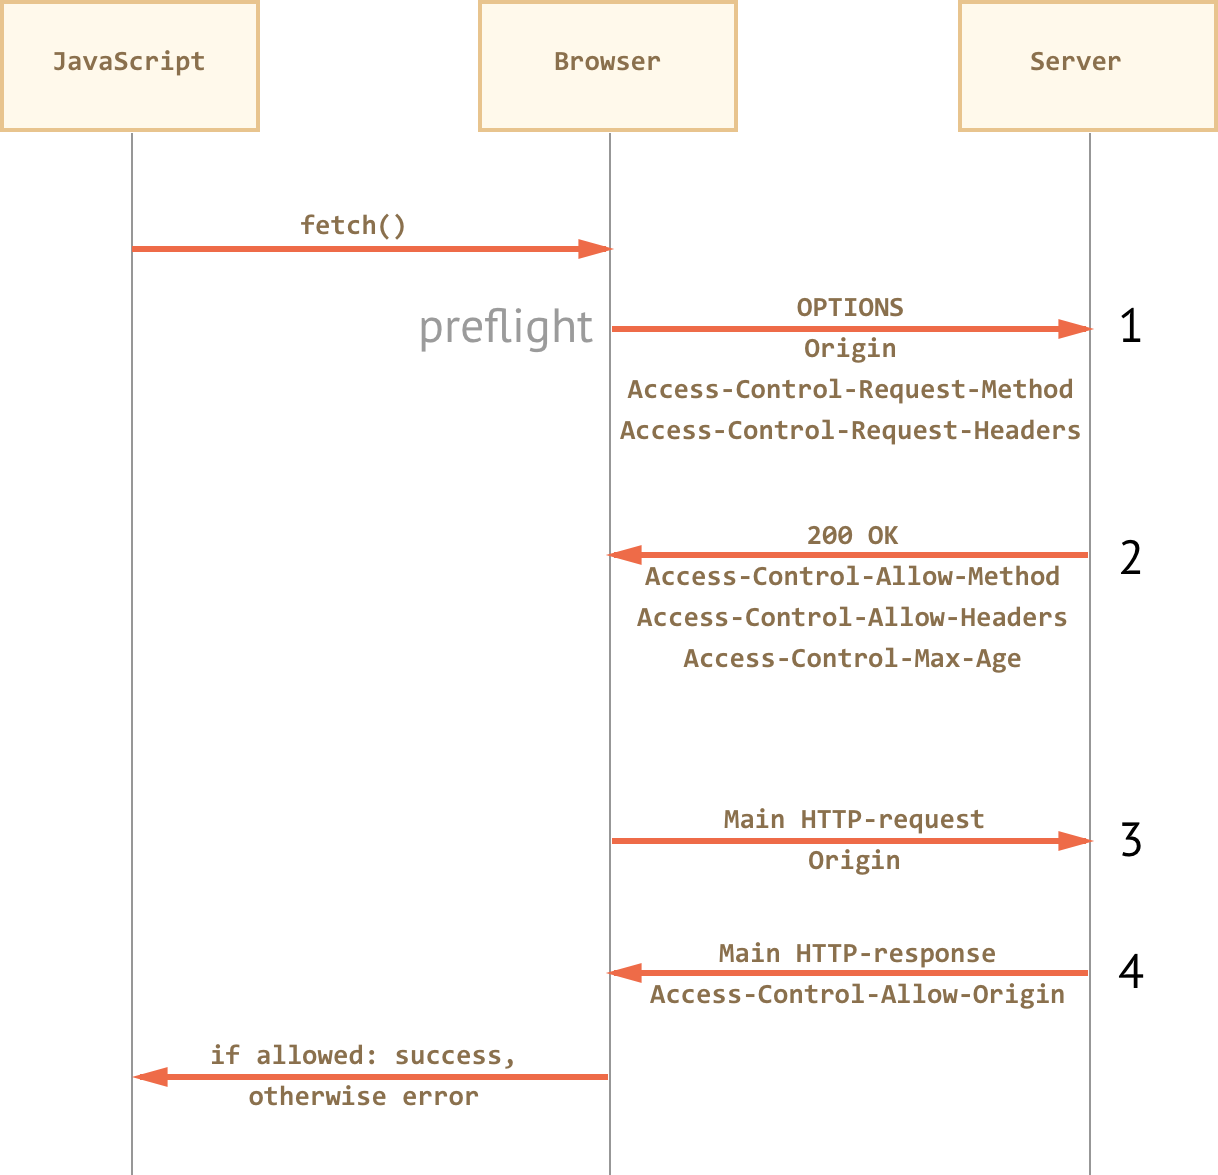 JavaScript
Browser
Server
fetch()
preflight
OPTIONS
1
Origin
Access-Control-Request-Method
Access-Control-Request-Headers
200 OK
2
Access-Control-Allow-Method
Access-Control-Allow-Headers
Access-Control-Max-Age
Main HTTP-request
3
Origin
Main HTTP-response
4
Access-Control-Allow-Origin
if allowed: success,
otherwise error